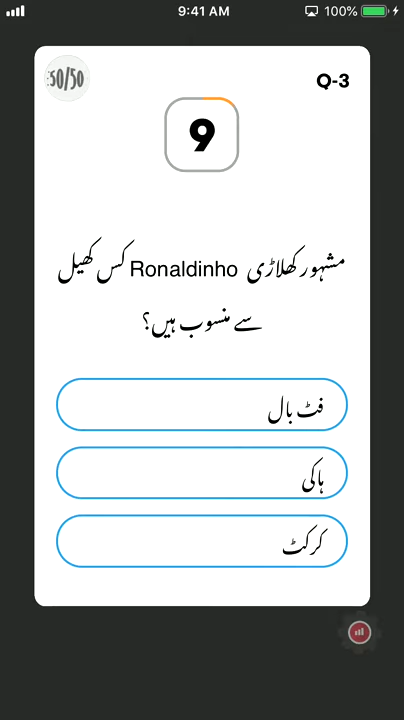 9:41 AM
100%
50/50
Q-3
9
مشہور کھلاڑی Ronaldinho کس کھیل
سے منسوب ہیں؟
فٹ بال
ہاکی
کرکٹ